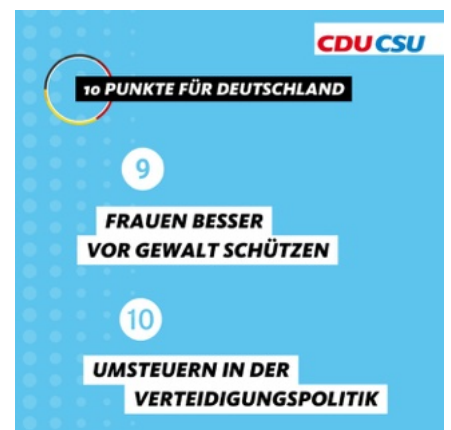 CDU CSU
10 PUNKTE FÜR DEUTSCHLAND
9
FRAUEN BESSER
VOR GEWALT SCHÜTZEN
10
UMSTEUERN IN DER
VERTEIDIGUNGSPOLITIK